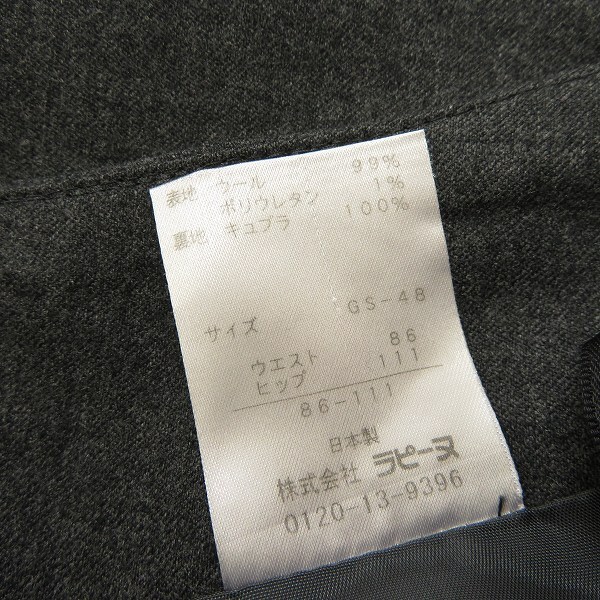 表地 ウール 99%
ポリウレタン 1%
裏地 キュプラ 100%
サイズ GS-48
ウエスト 86
ヒップ 111
86-111
日本製
株式会社 ラピーヌ
0120-13-9396